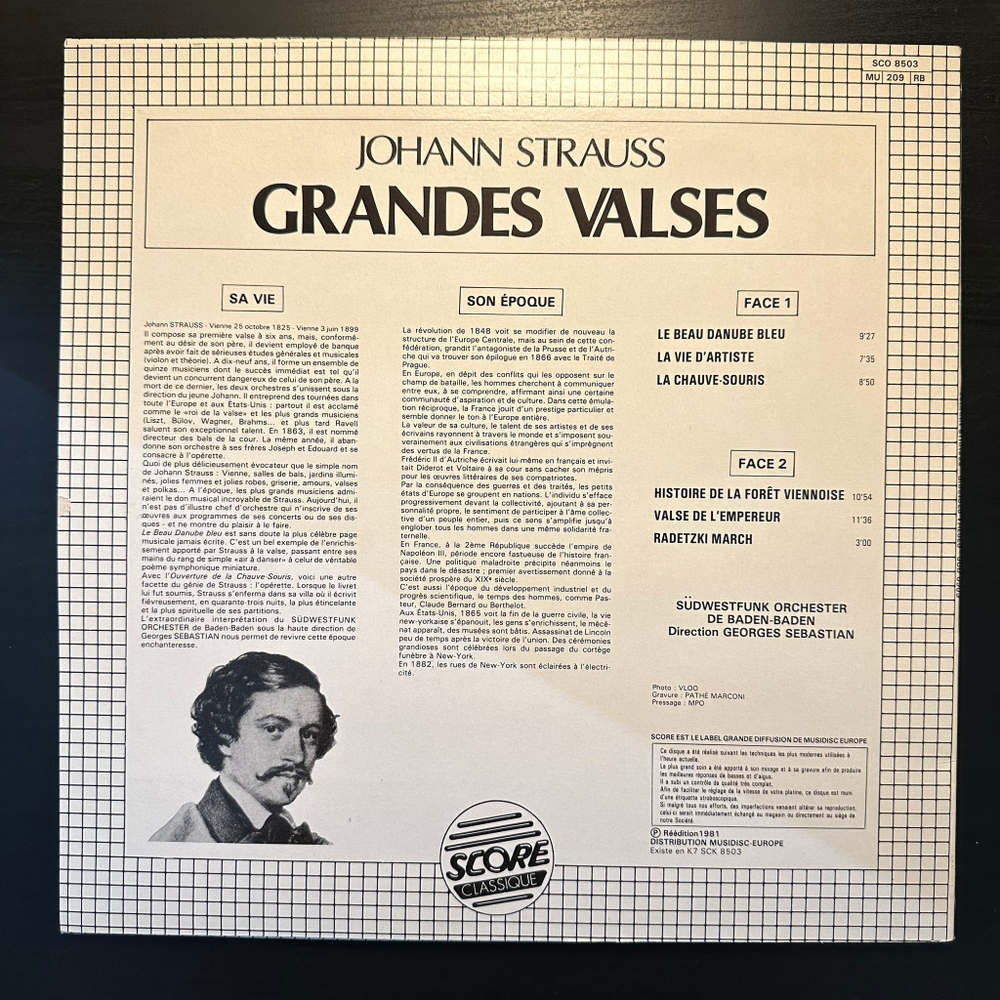 SCO 8503
MU 209 RB
JOHANN STRAUSS
GRANDES VALSES
SA VIE
Johann STRAUSS - Vienne 25 octobre 1825 - Vienne 3 juin 1899
Il compose sa première valse à six ans, mais, conformé-
ment au désir de son père, il devient employé de banque
après avoir fait de sérieuses études générales et musicales
(violon et théorie). A dix-neuf ans, il forme un ensemble de
quinze musiciens dont le succès immédiat est tel qu'il
devient un concurrent dangereux de celui de son père. A la
mort de ce dernier, les deux orchestres s'unissent sous la
direction du jeune Johann. Il entreprend des tournées dans
toute l'Europe et aux États-Unis : partout il est acclamé
comme le «roi de la valse» et les plus grands musiciens
(Liszt, Bülov, Wagner, Brahms... et plus tard Ravel)
saluent son exceptionnel talent. En 1863, il est nommé
directeur des bals de la cour. La même année, il aban-
donne son orchestre à ses frères Joseph et Edouard et se
consacre à l'opérette.
Quoi de plus délicieusement évocateur que le simple nom
de Johann Strauss : Vienne, salles de bals, jardins illumi-
nés, jolies femmes et jolies robes, griserie, amours, valses
et polkas... A l'époque, les plus grands musiciens admi-
raient le don musical incroyable de Strauss. Aujourd'hui, il
n'est pas d'illustre chef d'orchestre qui n'inscrive de ses
œuvres aux programmes de ses concerts ou de ses dis-
ques - et ne montre du plaisir à le faire.
Le Beau Danube bleu est sans doute la plus célèbre page
musicale jamais écrite. C'est un bel exemple de l'enrichis-
sement apporté par Strauss à la valse, passant entre ses
mains du rang de simple «air à danser» à celui de véritable
poème symphonique miniature.
Avec l'Ouverture de la Chauve-Souris, voici une autre
facette du génie de Strauss : l'opérette. Lorsque le livret
lui fut soumis, Strauss s'enferma dans sa villa où il écrivit
fiévreusement, en quarante-trois nuits, la plus étincelante
et la plus spirituelle de ses partitions.
L'extraordinaire interprétation du SÜDWESTFUNK
ORCHESTER de Baden-Baden sous la haute direction de
Georges SEBASTIAN nous permet de revivre cette époque
enchanteresse.
SON ÉPOQUE
La révolution de 1848 voit se modifier de nouveau la
structure de l'Europe Centrale, mais au sein de cette con-
fédération, grandit l'antagoniste de la Prusse et de l'Autri-
che qui va trouver son épilogue en 1866 avec le Traité de
Prague.
En Europe, en dépit des conflits qui les opposent sur le
champ de bataille, les hommes cherchent à communiquer
entre eux, à se comprendre, affirmant ainsi une certaine
communauté d'aspiration et de culture. Dans cette émula-
tion réciproque, la France jouit d'un prestige particulier et
semble donner le ton à l'Europe entière.
La valeur de sa culture, le talent de ses artistes et de ses
écrivains rayonnent à travers le monde et s'imposent sou-
verainement aux civilisations étrangères qui s'imprègnent
des vertus de la France.
Frédéric II d'Autriche écrivait lui-même en français et invi-
tait Diderot et Voltaire à sa cour sans cacher son mépris
pour les œuvres littéraires de ses compatriotes.
Par la conséquence des guerres et des traités, les petits
états d'Europe se groupent en nations. L'individu s'efface
progressivement devant la collectivité, ajoutant à sa per-
sonnalité propre, le sentiment de participer à l'âme collec-
tive d'un peuple entier, puis ce sens s'amplifie jusqu'à
englober tous les hommes dans une même solidarité fra-
ternelle.
En France, à la 2ème République succède l'empire de
Napoléon III, période encore fastueuse de l'histoire fran-
çaise. Une politique maladroite précipite néanmoins le
pays dans le désastre ; premier avertissement donné à la
société prospère du XIXe siècle.
C'est aussi l'époque du développement industriel et du
progrès scientifique, le temps des hommes, comme Pas-
teur, Claude Bernard ou Berthelot.
Aux États-Unis, 1865 voit la fin de la guerre civile, la vie
new-yorkaise s'épanouit, les gens s'enrichissent, le mécé-
nat apparaît, des musées sont bâtis. Assassinat de Lincoln
peu de temps après la victoire de l'union. Des cérémonies
grandioses sont célébrées lors du passage du cortège
funèbre à New-York.
En 1882, les rues de New-York sont éclairées à l'électri-
cité.
FACE 1
LE BEAU DANUBE BLEU 9'27
LA VIE D'ARTISTE 7'35
LA CHAUVE-SOURIS 8'50
FACE 2
HISTOIRE DE LA FORÊT VIENNOISE 10'54
VALSE DE L'EMPEREUR 11'36
RADETZKI MARCH 3'00
SÜDWESTFUNK ORCHESTER
DE BADEN-BADEN
Direction GEORGES SEBASTIAN
Photo : VLOO
Gravure : PATHÉ MARCONI
Pressage : MPO
SCORE EST LE LABEL GRANDE DIFFUSION DE MUSIDISC EUROPE
Ce disque a été réalisé suivant les techniques les plus modernes utilisées à
l'heure actuelle.
Le plus grand soin a été apporté à son mixage et à sa gravure afin de produire
les meilleures réponses de basses et d'aigus.
Il a subi un contrôle de qualité très complet.
Afin de faciliter le réglage de la vitesse de votre platine, ce disque est muni
d'une étiquette stroboscopique.
Si malgré tous nos efforts, des imperfections venaient altérer sa reproduction,
celui-ci serait immédiatement échangé au magasin ou directement au siège de
notre Société.
Ⓟ Réédition 1981
DISTRIBUTION MUSIDISC-EUROPE
Existe en K7 SCK 8503
SCORE
CLASSIQUE